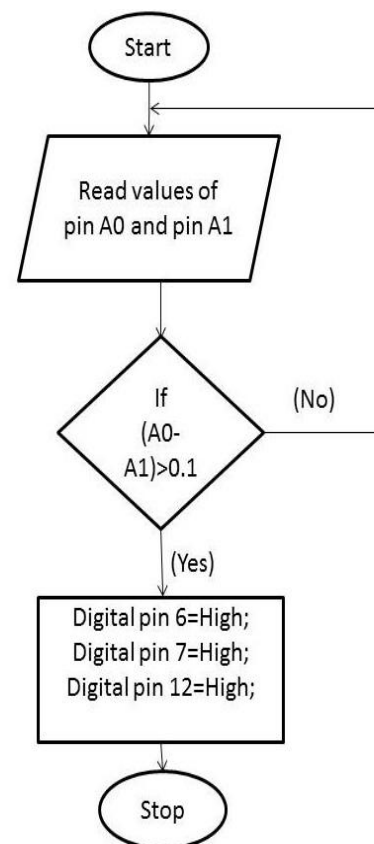 Start
Read values of
pin A0 and pin A1
If
(A0-
A1)>0.1
(No)
(Yes)
Digital pin 6=High;
Digital pin 7=High;
Digital pin 12=High;
Stop